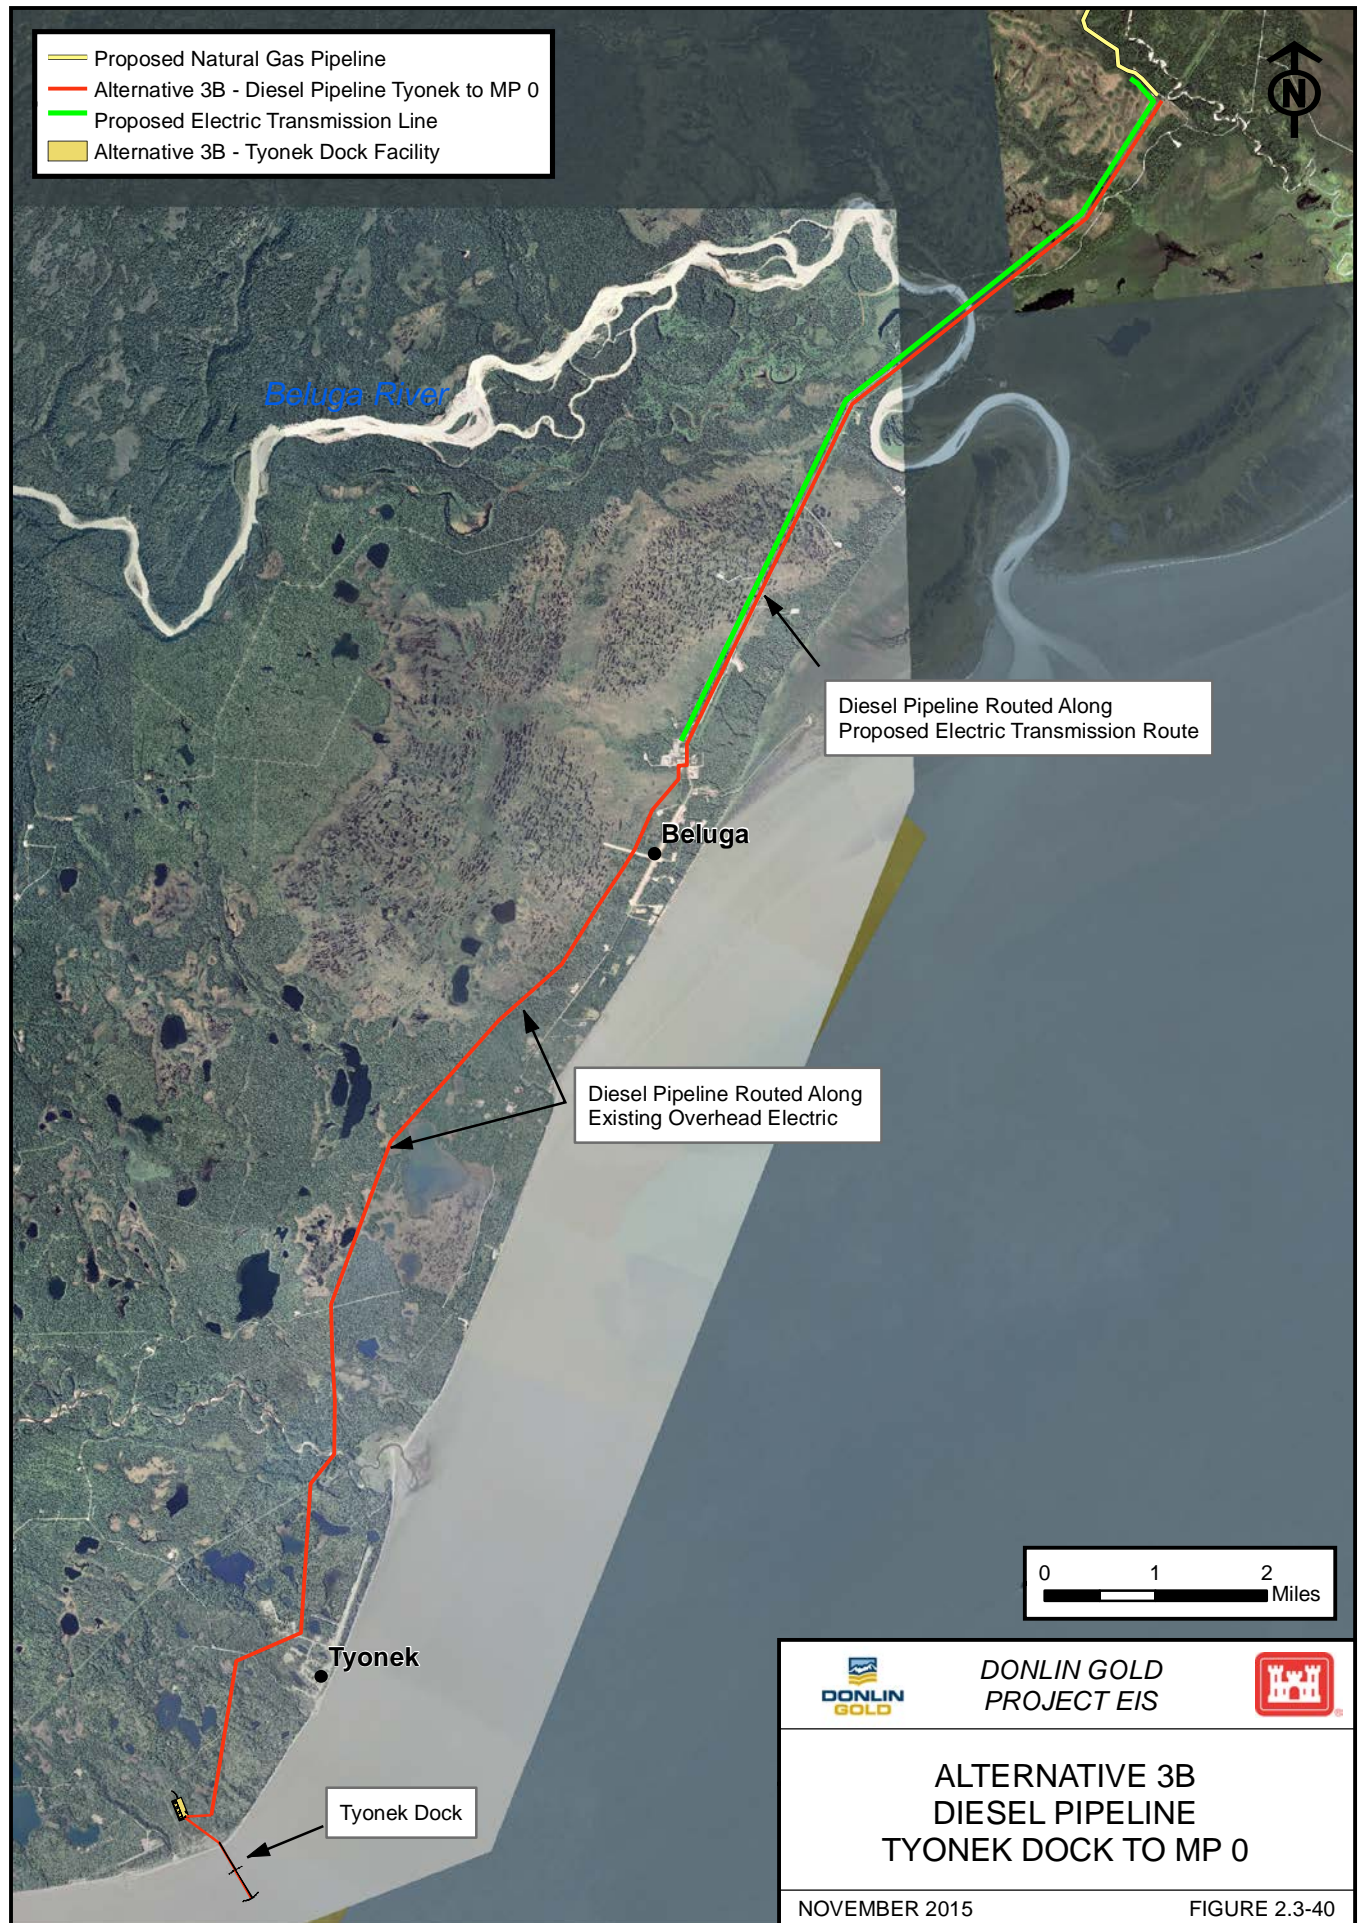 Proposed Natural Gas Pipeline
Alternative 3B - Diesel Pipeline Tyonek to MP 0
Proposed Electric Transmission Line
Alternative 3B - Tyonek Dock Facility
N
Beluga River
Diesel Pipeline Routed Along
Proposed Electric Transmission Route
Beluga
Diesel Pipeline Routed Along
Existing Overhead Electric
0 1 2
Miles
Tyonek
Tyonek Dock
DONLIN
GOLD
DONLIN GOLD
PROJECT EIS
®
ALTERNATIVE 3B
DIESEL PIPELINE
TYONEK DOCK TO MP 0
NOVEMBER 2015
FIGURE 2.3-40